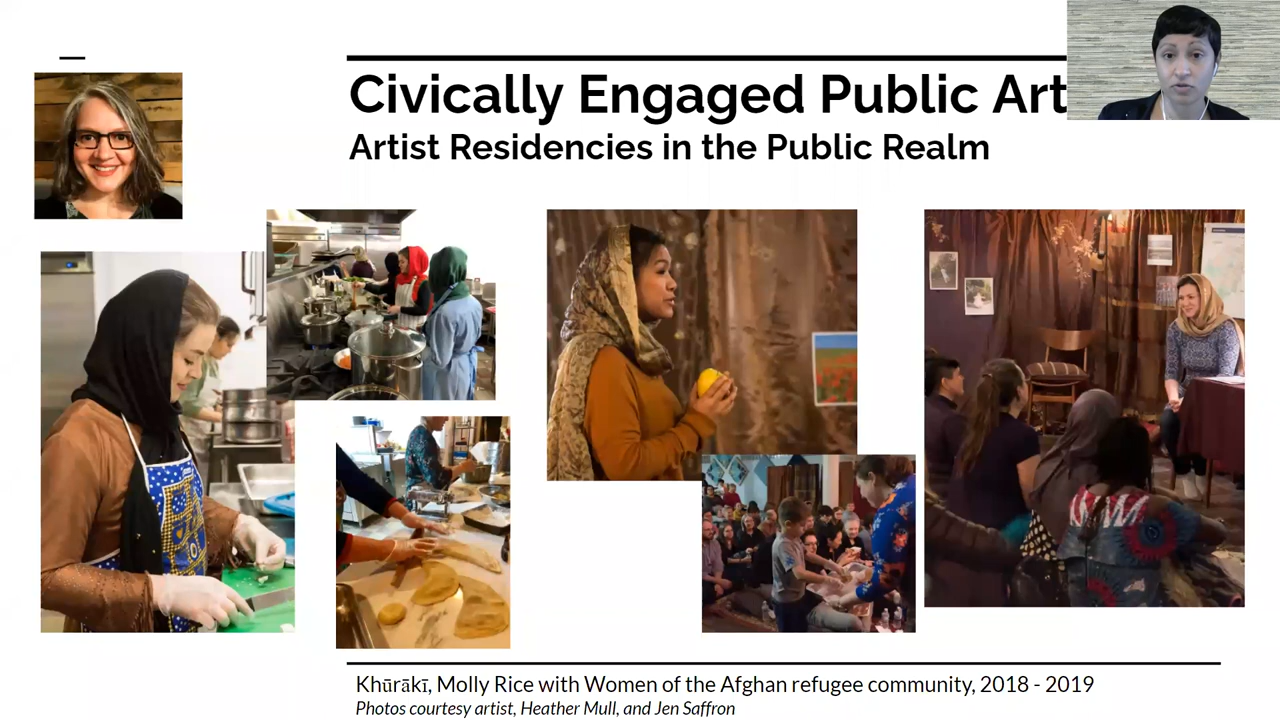 Civically Engaged Public Art
Artist Residencies in the Public Realm
Khūrākī, Molly Rice with Women of the Afghan refugee community, 2018 - 2019
Photos courtesy artist, Heather Mull, and Jen Saffron